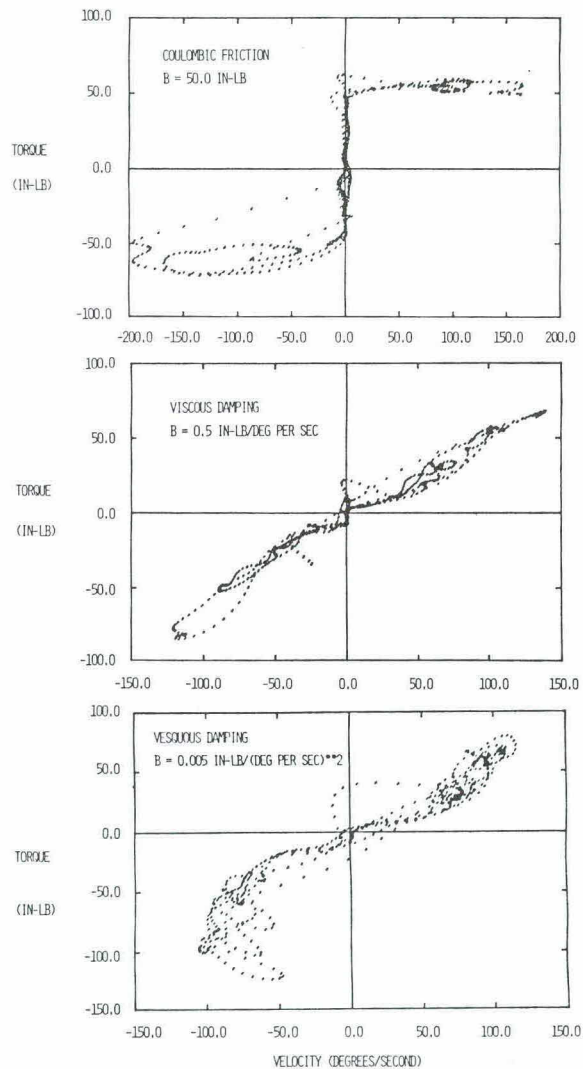 100.0
COULOMBIC FRICTION
B = 50.0 IN-LB
50.0
TORQUE
0.0
(IN-LB)
-50.0
-100.0
-200.0 -150.0 -100.0 -50.0 0.0 50.0 100.0 150.0 200.0
100.0
VISCOUS DAMPING
B = 0.5 IN-LB/DEG PER SEC
50.0
TORQUE
0.0
(IN-LB)
-50.0
-100.0
-150.0 -100.0 -50.0 0.0 50.0 100.0 150.0
100.0
VESQUOUS DAMPING
B = 0.005 IN-LB/(DEG PER SEC)**2
50.0
0.0
TORQUE
-50.0
(IN-LB)
-100.0
-150.0
-150.0 -100.0 -50.0 0.0 50.0 100.0 150.0
VELOCITY (DEGREES/SECOND)